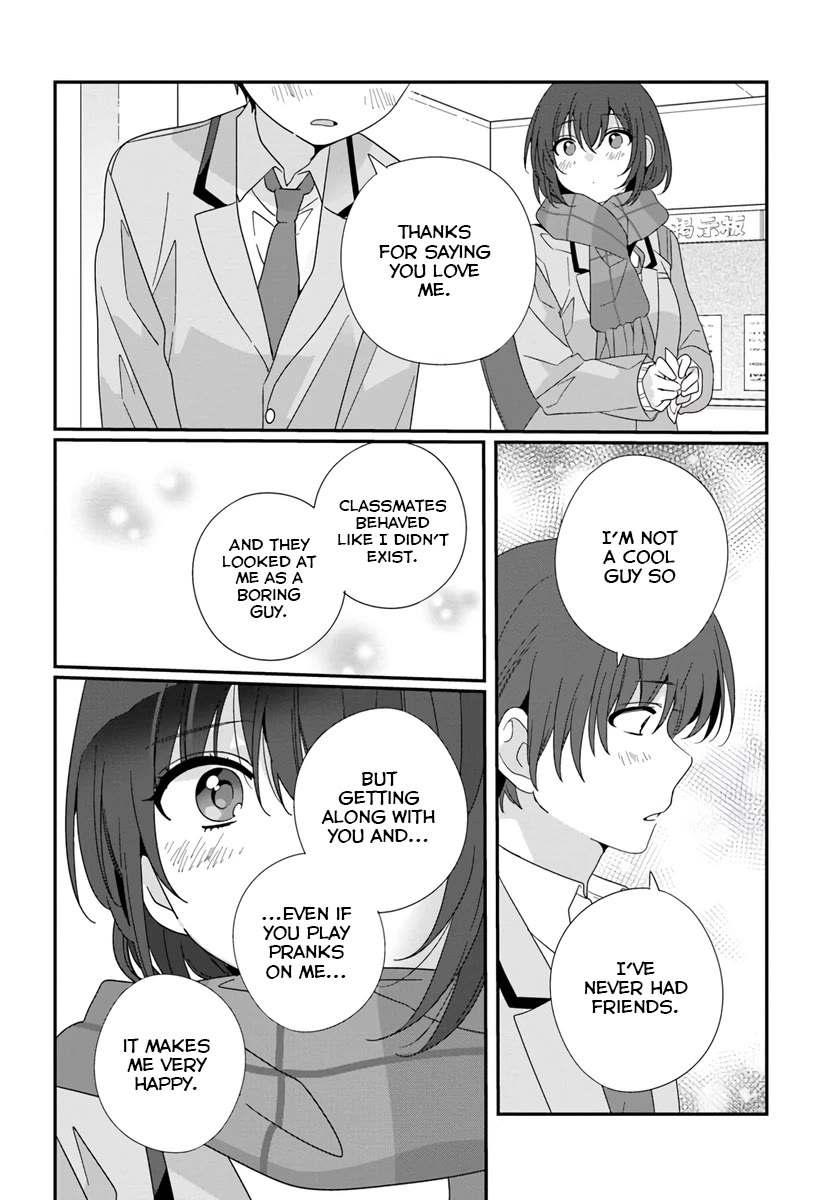 THANKS
FOR SAYING
YOU LOVE
ME.
掲示板
I'M NOT
A COOL
GUY SO
I'VE
NEVER HAD
FRIENDS.
CLASSMATES
BEHAVED
LIKE I DIDN'T
EXIST.
AND THEY
LOOKED AT
ME AS A
BORING
GUY.
BUT
GETTING
ALONG WITH
YOU AND...
...EVEN IF
YOU PLAY
PRANKS
ON ME...
IT MAKES
ME VERY
HAPPY.